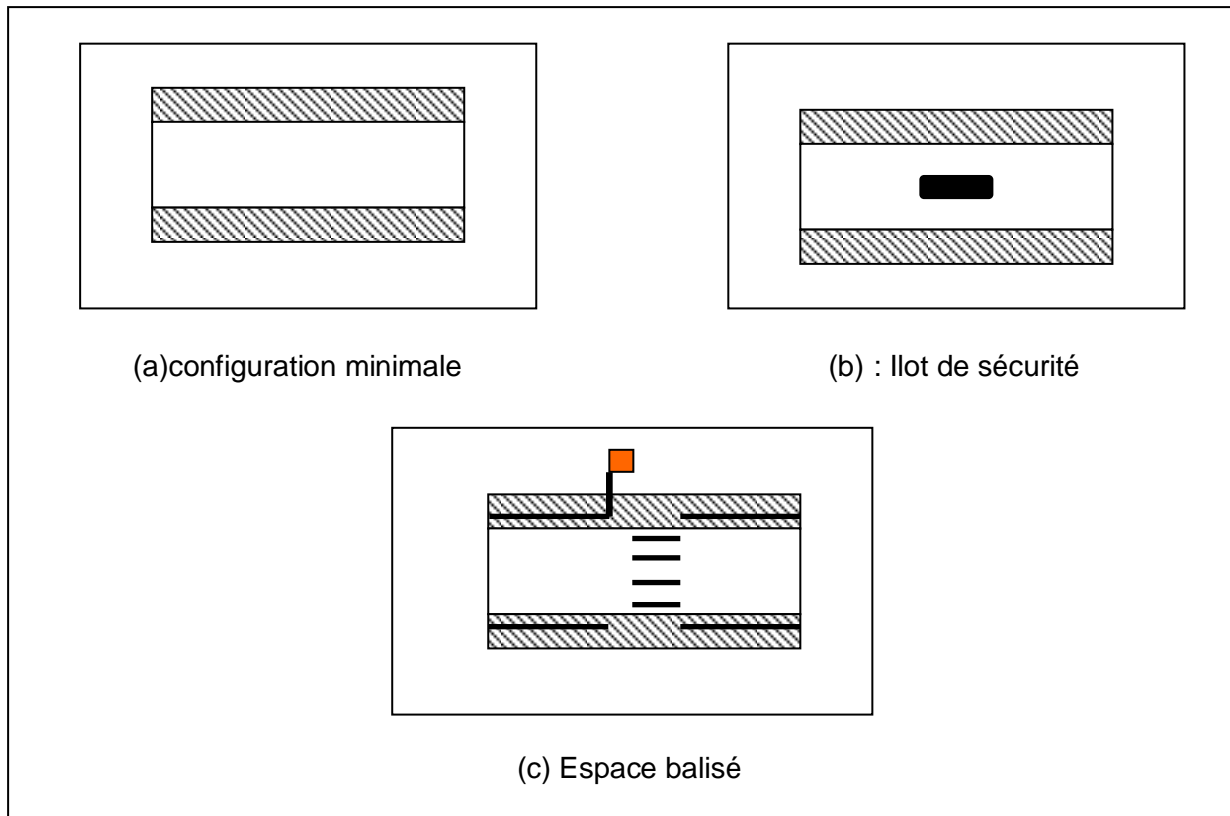 (a)configuration minimale
(b) : Ilot de sécurité
(c) Espace balisé